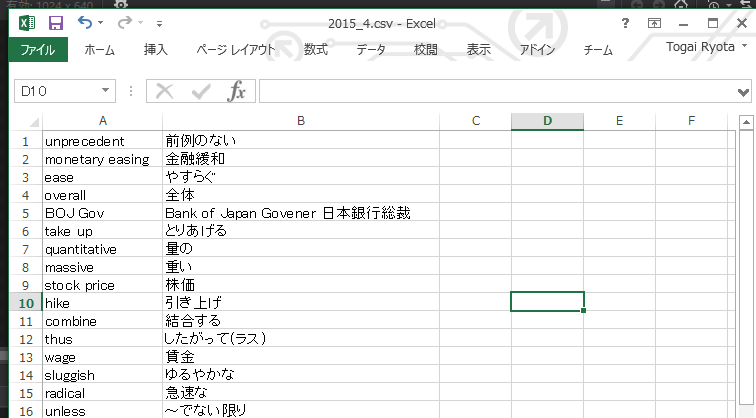 有効: 1024 x 640
2015_4.csv - Excel
ファイル ホーム 挿入 ページ レイアウト 数式 データ 校閲 表示 アドイン チーム Togai Ryota
D10 fx
A B C D E F
1 unprecedent 前例のない
2 monetary easing 金融緩和
3 ease やすらぐ
4 overall 全体
5 BOJ Gov Bank of Japan Govener 日本銀行総裁
6 take up とりあげる
7 quantitative 量の
8 massive 重い
9 stock price 株価
10 hike 引き上げ
11 combine 結合する
12 thus したがって(ラス)
13 wage 賃金
14 sluggish ゆるやかな
15 radical 急速な
16 unless ～でない限り